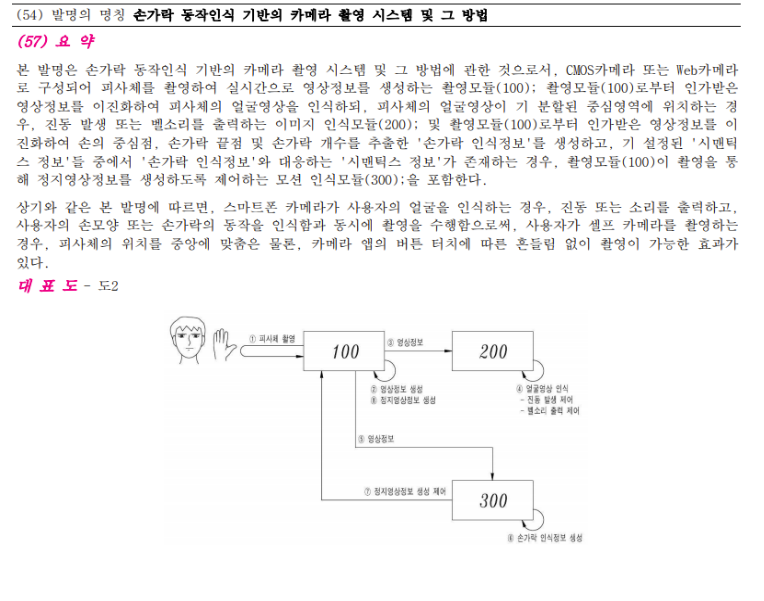 (54) 발명의 명칭 손가락 동작인식 기반의 카메라 촬영 시스템 및 그 방법
(57) 요 약
본 발명은 손가락 동작인식 기반의 카메라 촬영 시스템 및 그 방법에 관한 것으로서, CMOS카메라 또는 Web카메라
로 구성되어 피사체를 촬영하여 실시간으로 영상정보를 생성하는 촬영모듈(100); 촬영모듈(100)로부터 인가받은
영상정보를 이진화하여 피사체의 얼굴영상을 인식하되, 피사체의 얼굴영상이 기 분할된 중심영역에 위치하는 경
우, 진동 발생 또는 벨소리를 출력하는 이미지 인식모듈(200); 및 촬영모듈(100)로부터 인가받은 영상정보를 이
진화하여 손의 중심점, 손가락 끝점 및 손가락 개수를 추출한 '손가락 인식정보'를 생성하고, 기 설정된 '시맨틱
스 정보'들 중에서 '손가락 인식정보'와 대응하는 '시맨틱스 정보'가 존재하는 경우, 촬영모듈(100)이 촬영을 통
해 정지영상정보를 생성하도록 제어하는 모션 인식모듈(300);을 포함한다.
상기와 같은 본 발명에 따르면, 스마트폰 카메라가 사용자의 얼굴을 인식하는 경우, 진동 또는 소리를 출력하고,
사용자의 손모양 또는 손가락의 동작을 인식함과 동시에 촬영을 수행함으로써, 사용자가 셀프 카메라를 촬영하는
경우, 피사체의 위치를 중앙에 맞춤은 물론, 카메라 앱의 버튼 터치에 따른 흔들림 없이 촬영이 가능한 효과가
있다.
대 표 도 - 도2
① 피사체 촬영
100
③ 영상정보
200
② 영상정보 생성
⑧ 정지영상정보 생성
④ 얼굴영상 인식
- 진동 발생 제어
- 벨소리 출력 제어
⑤ 영상정보
⑦ 정지영상정보 생성 제어
300
⑥ 손가락 인식정보 생성